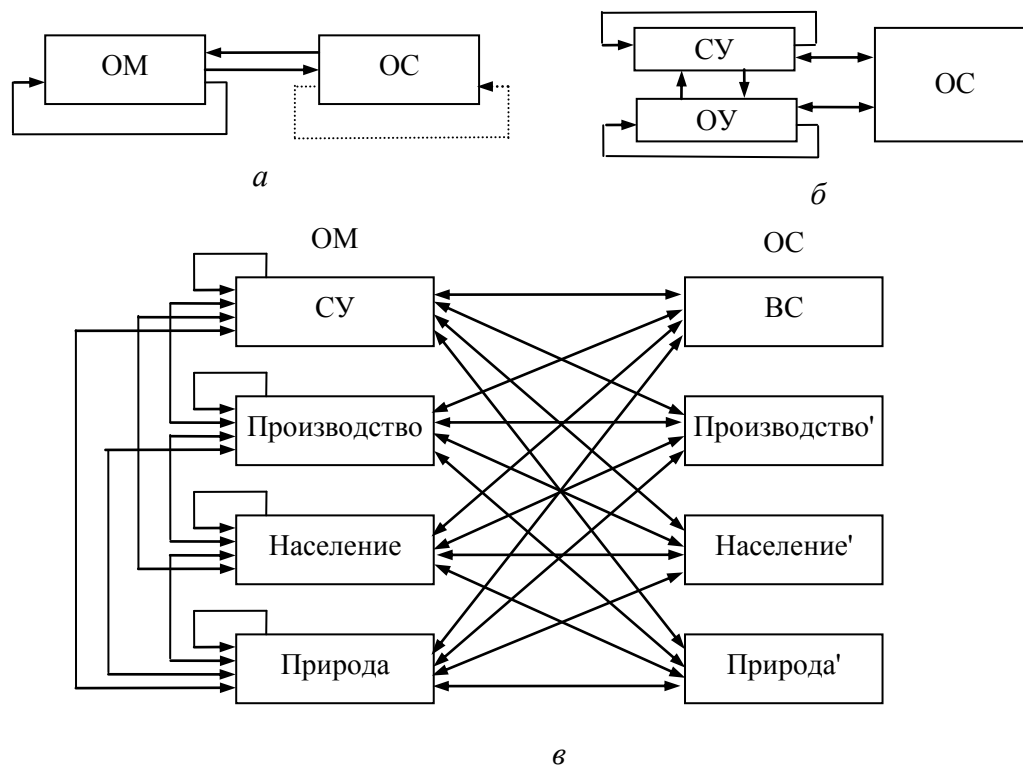 ОМ
ОС
а
СУ
ОУ
ОС
б
ОМ
ОС
СУ
ВС
Производство
Производство'
Население
Население'
Природа
Природа'
в